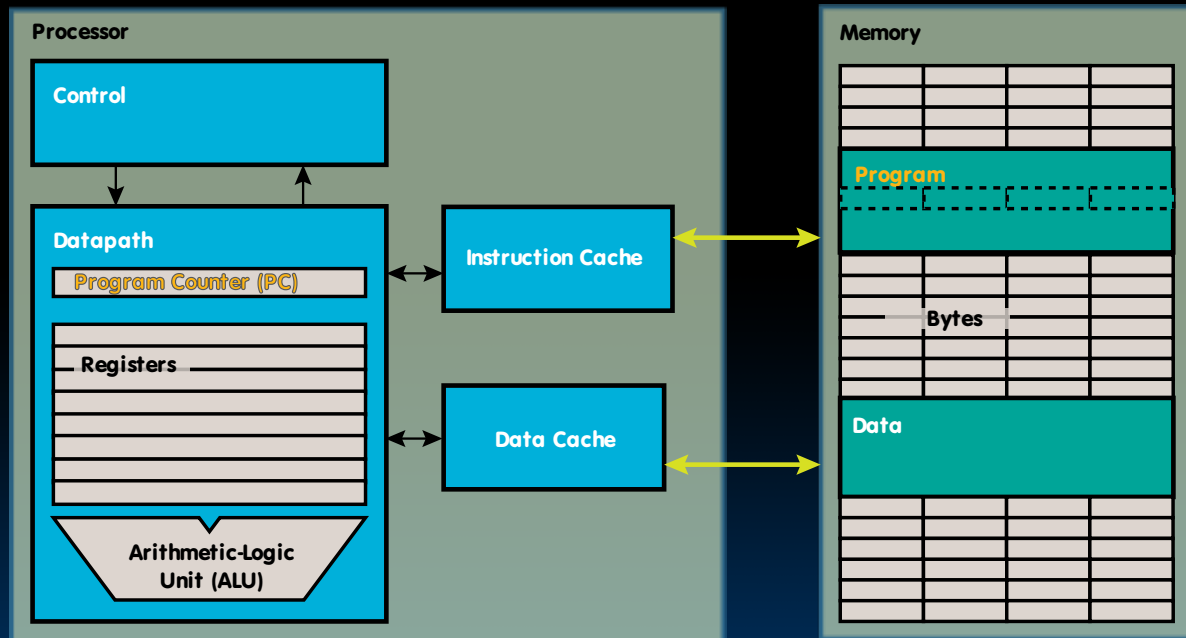 Processor
Control
Datapath
Program Counter (PC)
Registers
Arithmetic-Logic
Unit (ALU)
Instruction Cache
Data Cache
Memory
Program
Bytes
Data